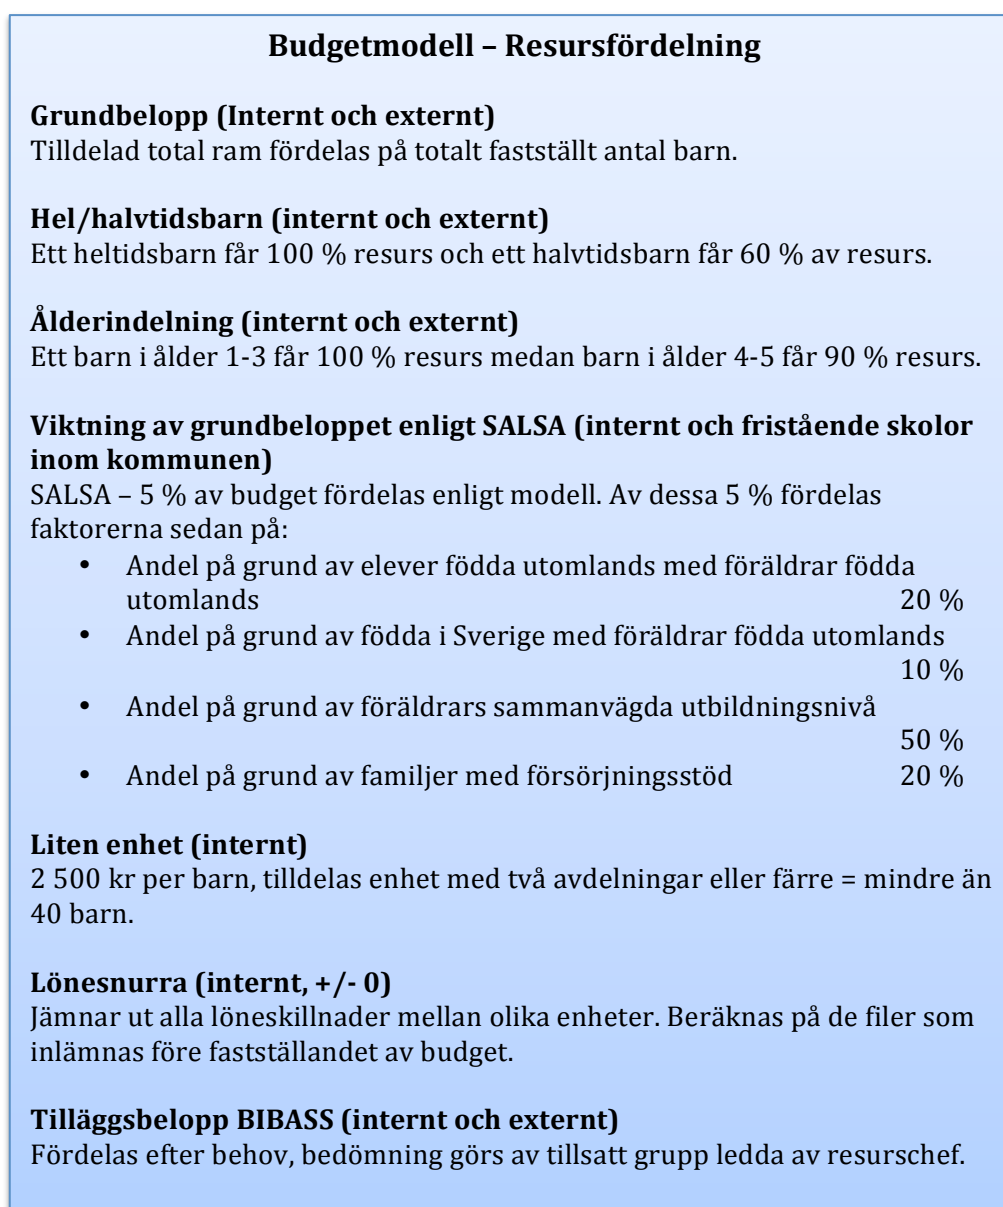 Budgetmodell – Resursfördelning
Grundbelopp (Internt och externt)
Tilldelad total ram fördelas på totalt fastställt antal barn.
Hel/halvtidsbarn (internt och externt)
Ett heltidsbarn får 100 % resurs och ett halvtidsbarn får 60 % av resurs.
Ålderindelning (internt och externt)
Ett barn i ålder 1-3 får 100 % resurs medan barn i ålder 4-5 får 90 % resurs.
Viktning av grundbeloppet enligt SALSA (internt och fristående skolor
inom kommunen)
SALSA – 5 % av budget fördelas enligt modell. Av dessa 5 % fördelas
faktorerna sedan på:
• Andel på grund av elever födda utomlands med föräldrar födda
utomlands 20 %
• Andel på grund av födda i Sverige med föräldrar födda utomlands
10 %
• Andel på grund av föräldrars sammanvägda utbildningsnivå
50 %
• Andel på grund av familjer med försörjningsstöd 20 %
Liten enhet (internt)
2 500 kr per barn, tilldelas enhet med två avdelningar eller färre = mindre än
40 barn.
Lönesnurra (internt, +/- 0)
Jämnar ut alla löneskillnader mellan olika enheter. Beräknas på de filer som
inlämnas före fastställandet av budget.
Tilläggsbelopp BIBASS (internt och externt)
Fördelas efter behov, bedömning görs av tillsatt grupp ledda av resurschef.